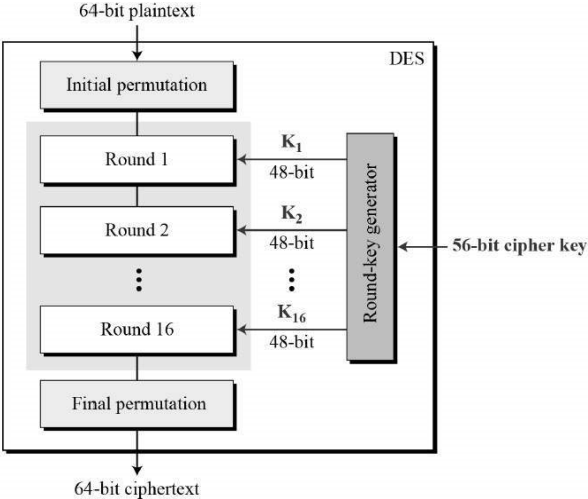 64-bit plaintext
DES
Initial permutation
Round 1
K₁
48-bit
Round 2
K₂
48-bit
Round-key generator
56-bit cipher key
Round 16
K₁₆
48-bit
Final permutation
64-bit ciphertext